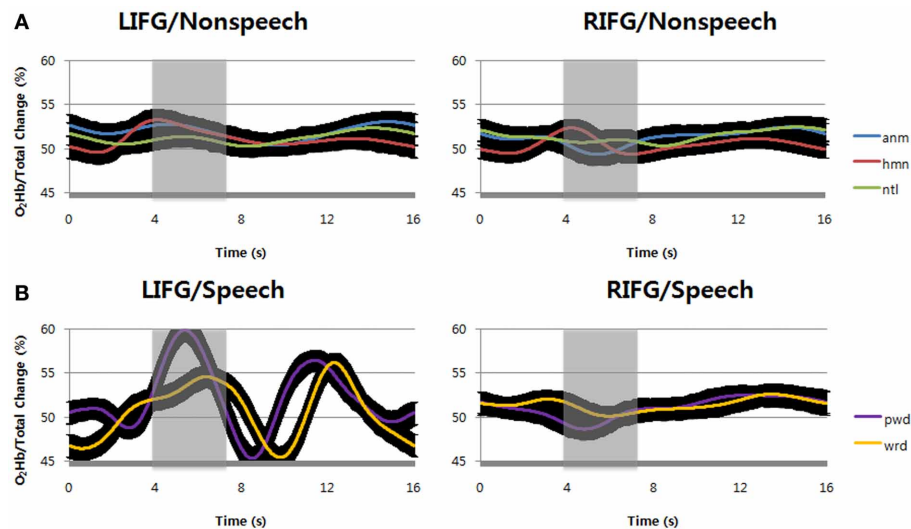 A
LIFG/Nonspeech
RIFG/Nonspeech
O₂Hb/Total Change (%)
60
55
50
45
0 4 8 12 16
Time (s)
60
55
50
45
0 4 8 12 16
Time (s)
anm
hmn
ntl
B
LIFG/Speech
RIFG/Speech
O₂Hb/Total Change (%)
60
55
50
45
0 4 8 12 16
Time (s)
60
55
50
45
0 4 8 12 16
Time (s)
pwd
wrd